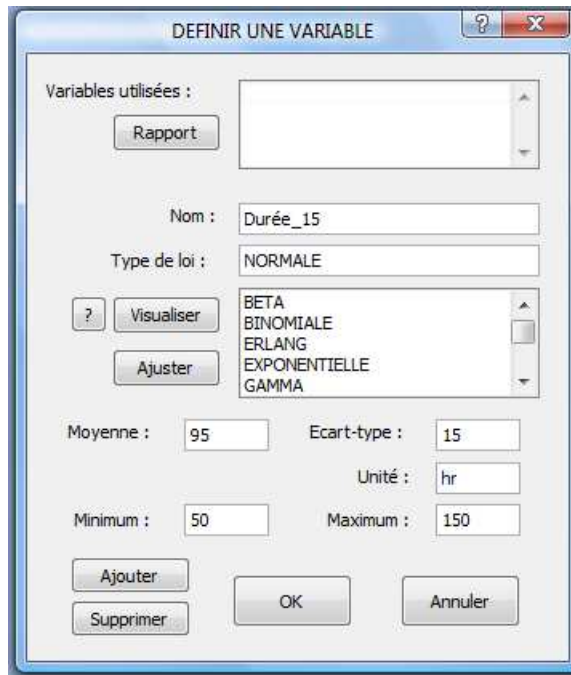 DEFINIR UNE VARIABLE
?
X
Variables utilisées :
Rapport
Nom : Durée_15
Type de loi : NORMALE
? Visualiser
Ajuster
BETA
BINOMIALE
ERLANG
EXPONENTIELLE
GAMMA
Moyenne : 95 Ecart-type : 15
Unité : hr
Minimum : 50 Maximum : 150
Ajouter
Supprimer
OK
Annuler